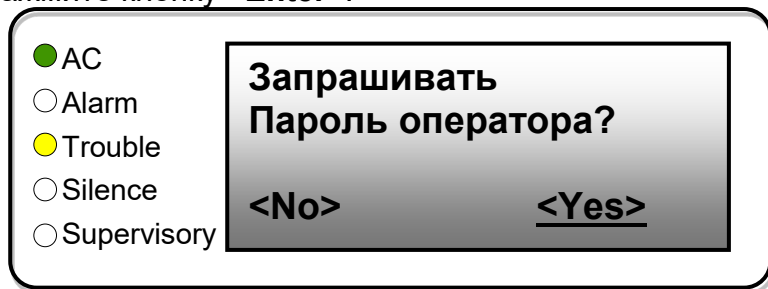 AC
Alarm
Trouble
Silence
Supervisory
Запрашивать
Пароль оператора?
<No> <Yes>